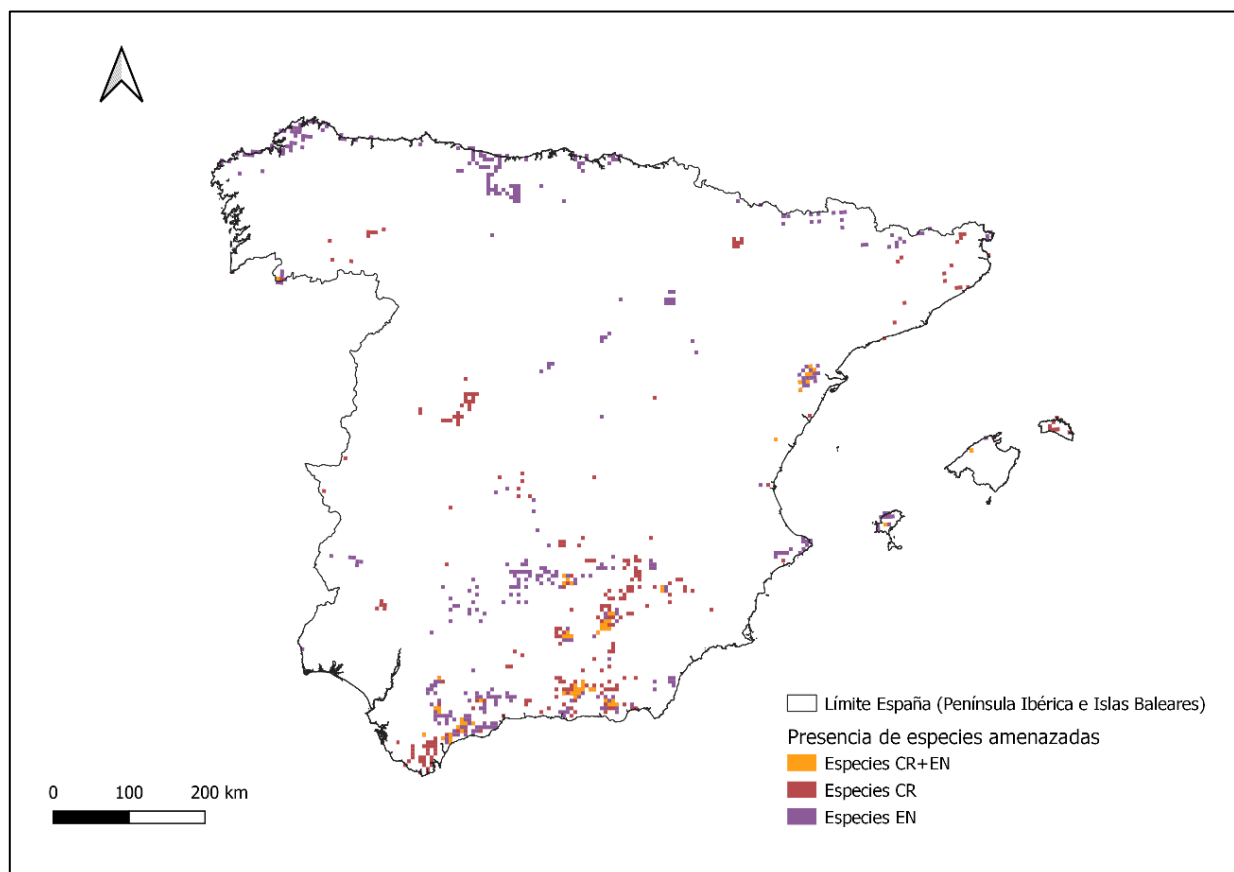 Límite España (Península Ibérica e Islas Baleares)
Presencia de especies amenazadas
Especies CR+EN
Especies CR
Especies EN
0 100 200 km